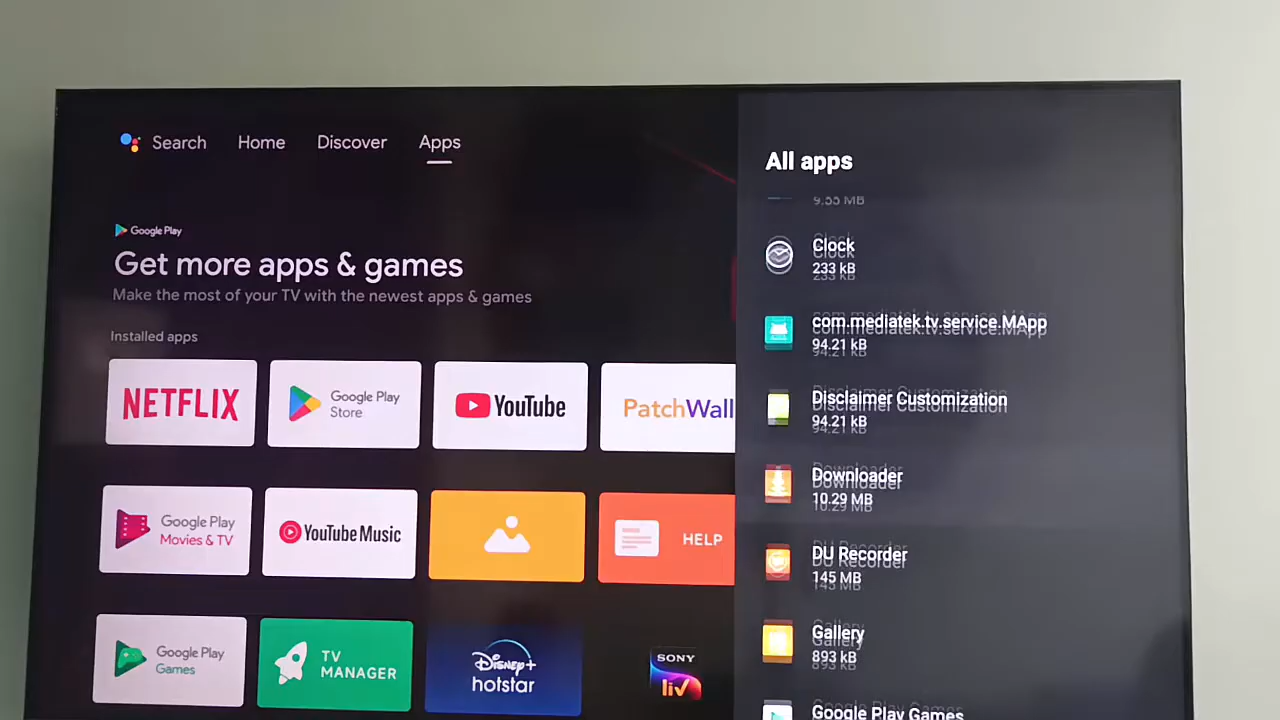 Search Home Discover Apps
Google Play
Get more apps & games
Make the most of your TV with the newest apps & games
Installed apps
NETFLIX
Google Play
Store
YouTube
PatchWall
Google Play
Movies & TV
YouTube Music
HELP
Google Play
Games
TV
MANAGER
Disney+
hotstar
SONY
liv
All apps
9.55 MB
Clock
233 kB
com.mediatek.tv.service.MApp
94.21 kB
Disclaimer Customization
94.21 kB
Downloader
10.29 MB
DU Recorder
145 MB
Gallery
893 kB
Google Play Games